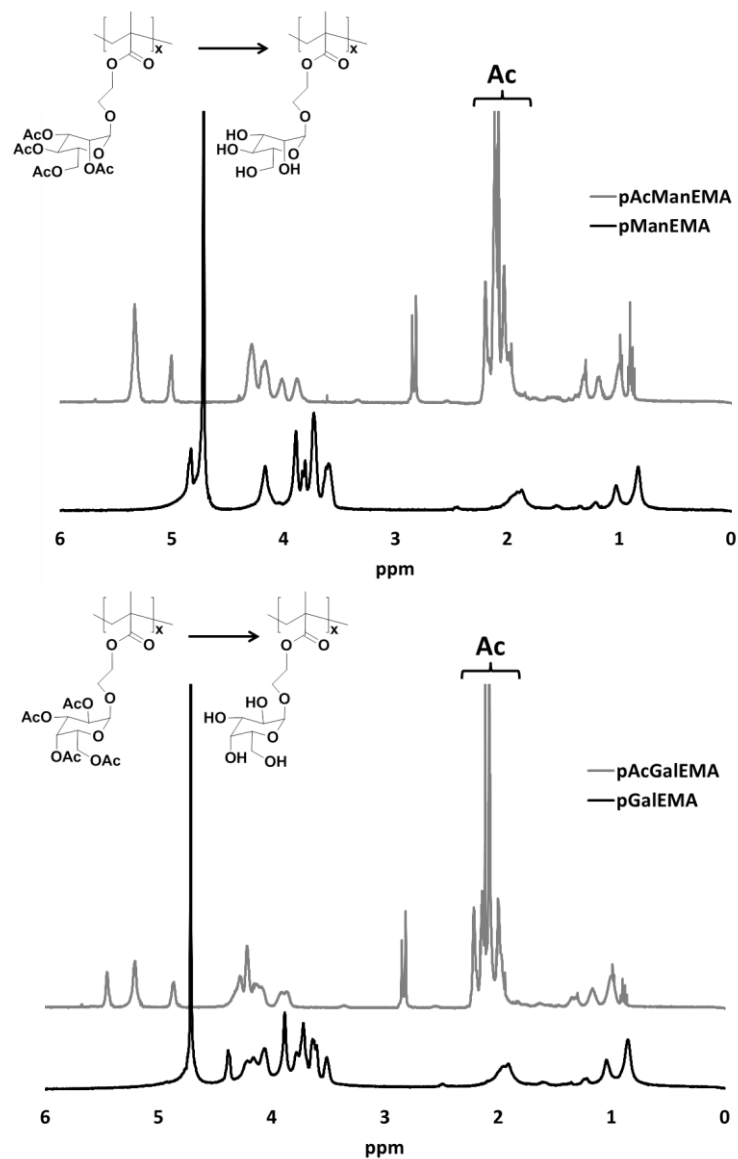 x
O O
O
AcO
AcO
O
AcO OAc
x
O O
O
HO
HO
O
HO OH
Ac
pAcManEMA
pManEMA
6 5 4 3 2 1 0
ppm
x
O O
O
AcO
AcO
O
OAc OAc
x
O O
O
HO
HO
O
OH OH
Ac
pAcGalEMA
pGalEMA
6 5 4 3 2 1 0
ppm